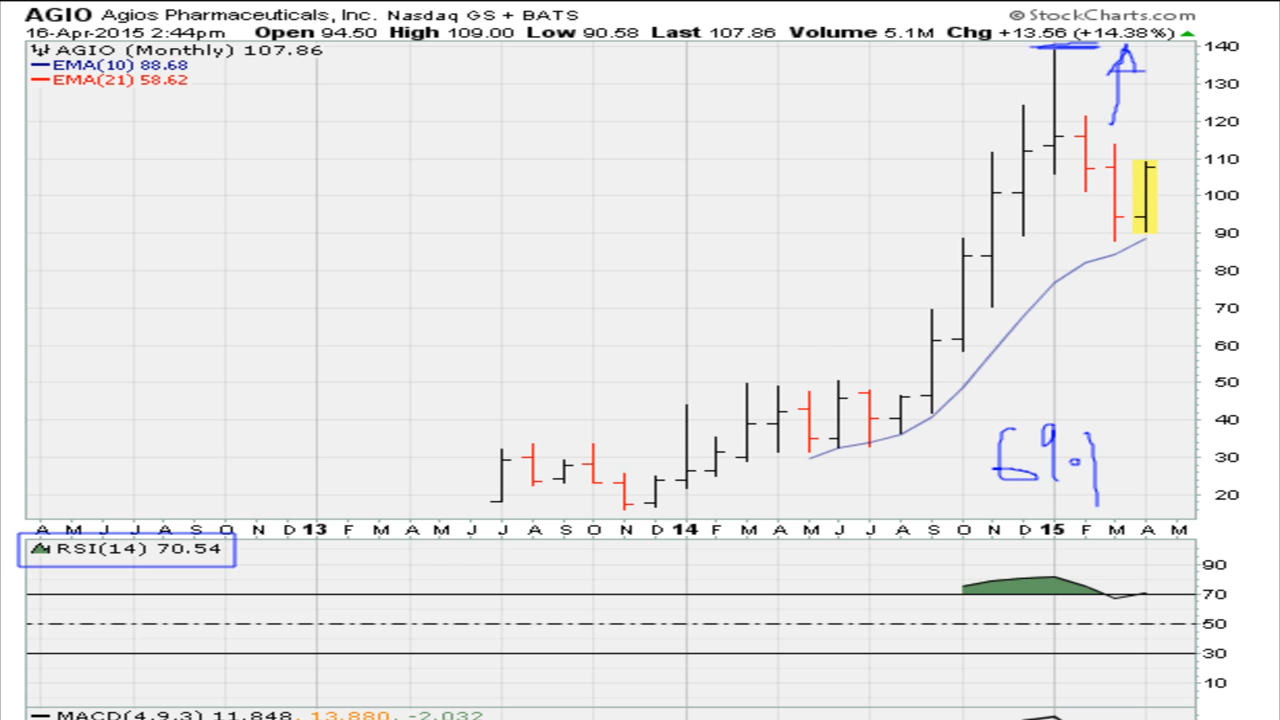 AGIO Agios Pharmaceuticals, Inc. Nasdaq GS + BATS © StockCharts.com
16-Apr-2015 2:44pm Open 94.50 High 109.00 Low 90.58 Last 107.86 Volume 5.1M Chg +13.56 (+14.38%)
AGIO (Monthly) 107.86
EMA(10) 88.68
EMA(21) 58.62
140
130
120
110
100
90
80
70
60
50
40
30
20
A M J J A S O N D 13 F M A M J J A S O N D 14 F M A M J J A S O N D 15 F M A M
RSI(14) 70.54
90
70
50
30
10
MACD(4,9,3) 11.848, 13.880, -2.032